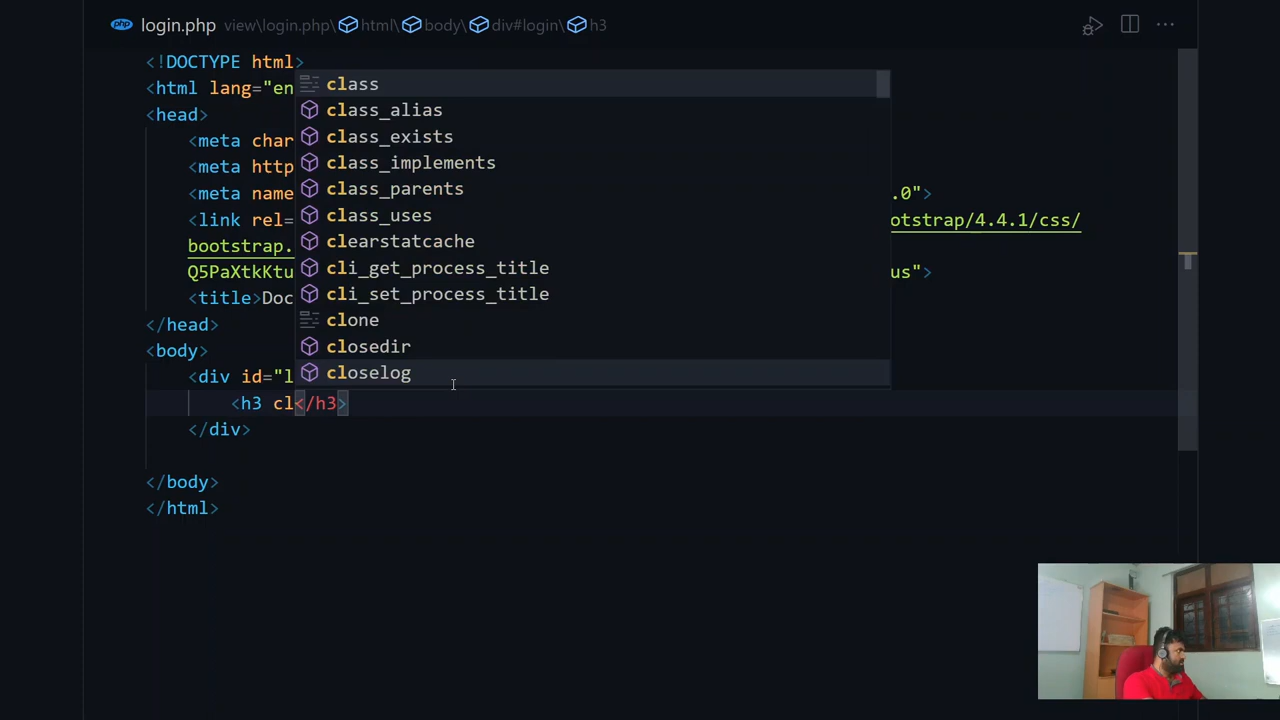 php login.php view\login.php\html\body\div#login\h3
<!DOCTYPE html>
<html lang="en
<head>
<meta char
<meta http
<meta name
.0">
<link rel=
otstrap/4.4.1/css/
bootstrap.
Q5PaXtkKtu
us">
<title>Doc
</head>
<body>
<div id="l
<h3 cl</h3>
</div>
</body>
</html>
class
class_alias
class_exists
class_implements
class_parents
class_uses
clearstatcache
cli_get_process_title
cli_set_process_title
clone
closedir
closelog